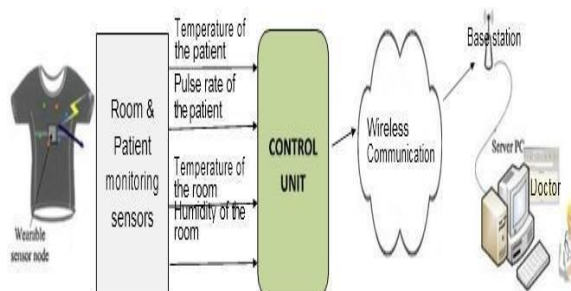 Wearable
sensor node
Room &
Patient
monitoring
sensors
Temperature of
the patient
Pulse rate of
the patient
Temperature of
the room
Humidity of the
room
CONTROL
UNIT
Wireless
Communication
Base station
Server PC
Doctor